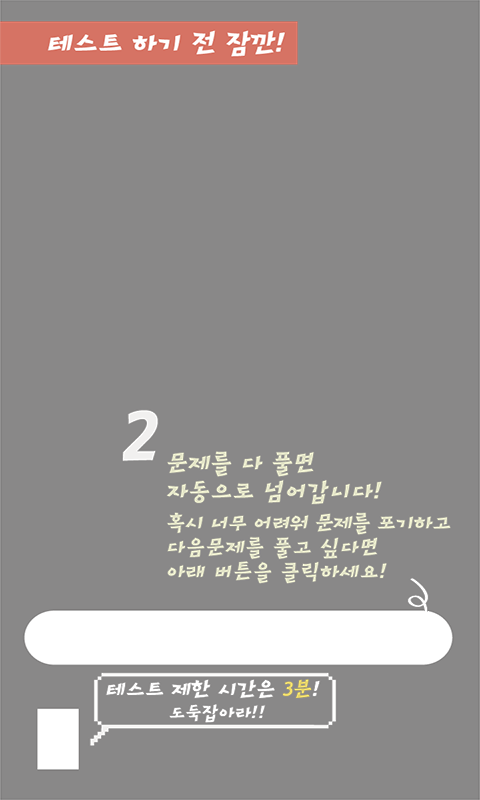 테스트 하기 전 잠깐!
2
문제를 다 풀면
자동으로 넘어갑니다!
혹시 너무 어려워 문제를 포기하고
다음문제를 풀고 싶다면
아래 버튼을 클릭하세요!
테스트 제한 시간은 3분!
도둑잡아라!!